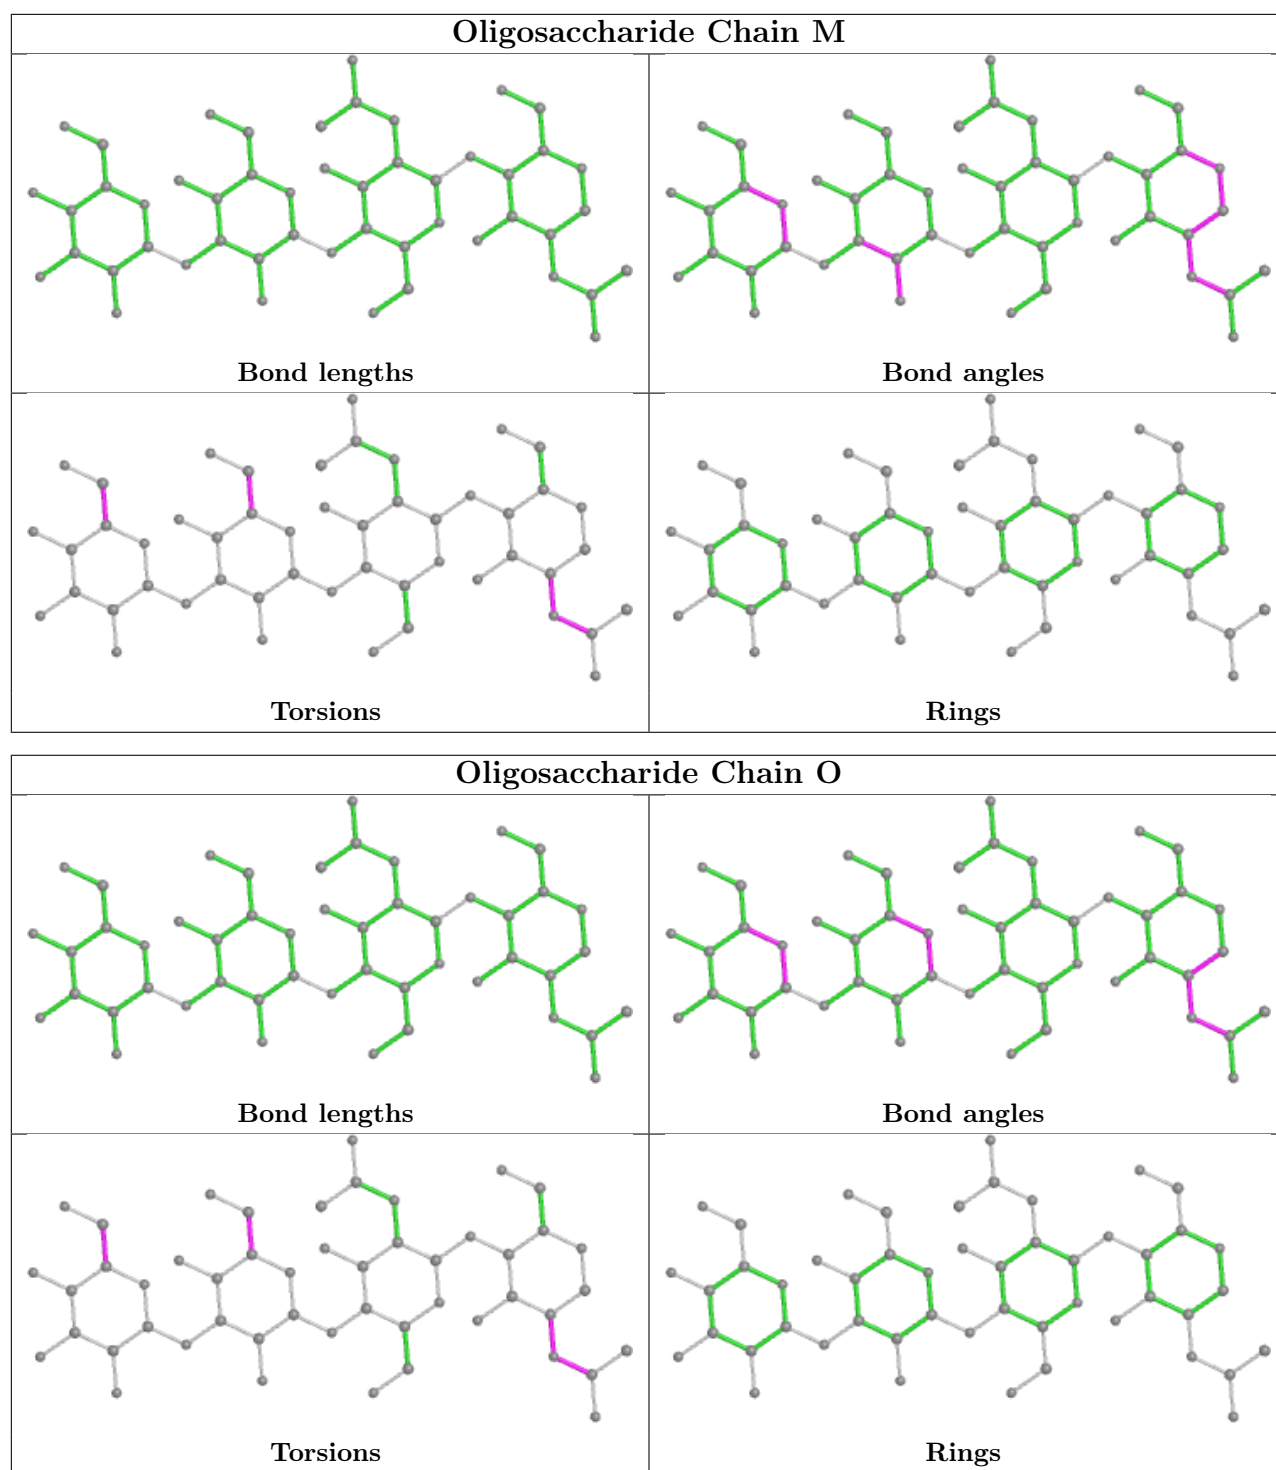 Oligosaccharide Chain M
Bond lengths
Bond angles
Torsions
Rings
Oligosaccharide Chain O
Bond lengths
Bond angles
Torsions
Rings